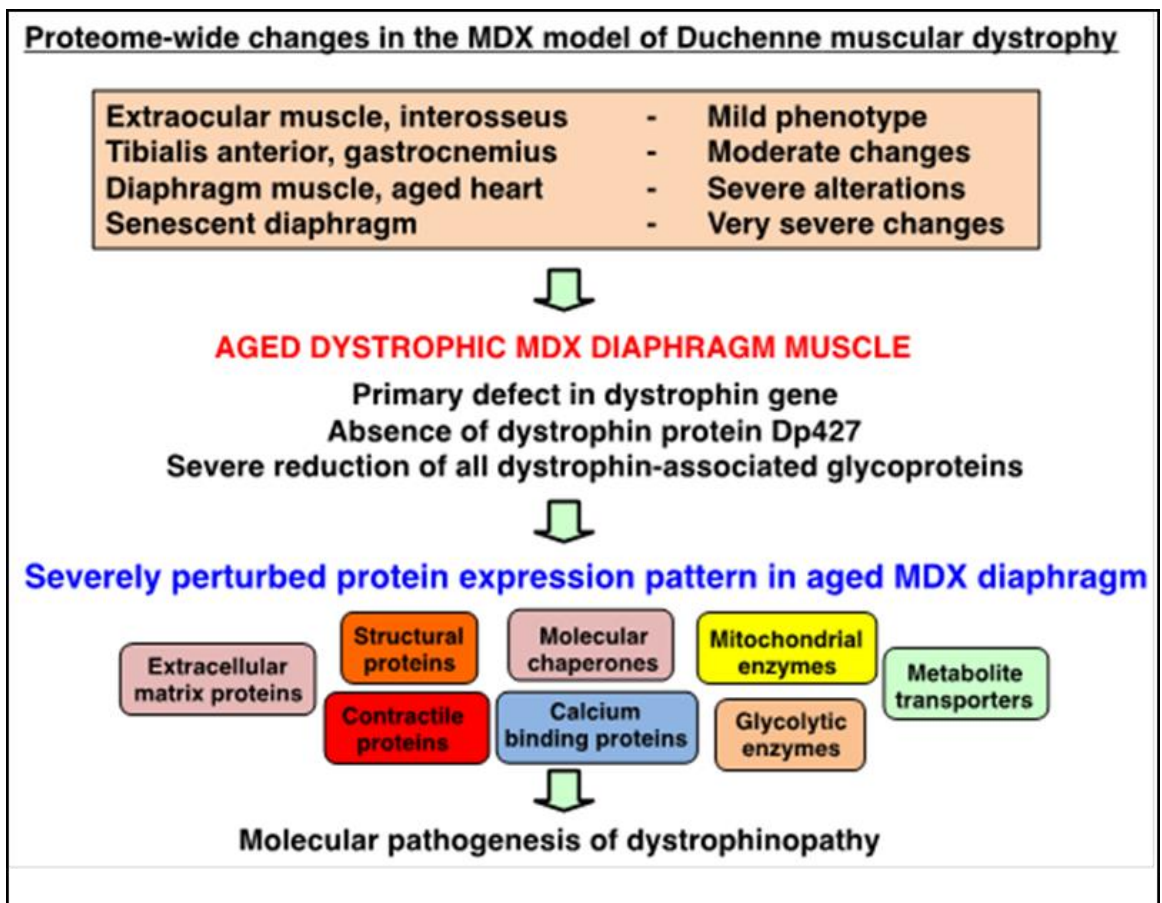 Proteome-wide changes in the MDX model of Duchenne muscular dystrophy
Extraocular muscle, interosseus - Mild phenotype
Tibialis anterior, gastrocnemius - Moderate changes
Diaphragm muscle, aged heart - Severe alterations
Senescent diaphragm - Very severe changes
AGED DYSTROPHIC MDX DIAPHRAGM MUSCLE
Primary defect in dystrophin gene
Absence of dystrophin protein Dp427
Severe reduction of all dystrophin-associated glycoproteins
Severely perturbed protein expression pattern in aged MDX diaphragm
Extracellular
matrix proteins
Structural
proteins
Contractile
proteins
Molecular
chaperones
Calcium
binding proteins
Mitochondrial
enzymes
Glycolytic
enzymes
Metabolite
transporters
Molecular pathogenesis of dystrophinopathy